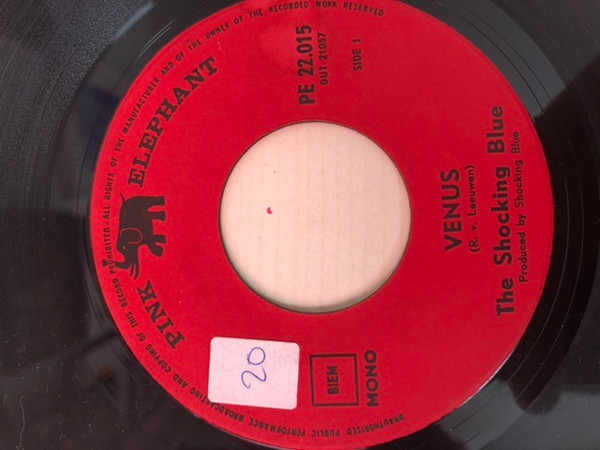 PINK ELEPHANT
PE 22.015
DUT 21057
SIDE 1
VENUS
(R. v. Leeuwen)
The Shocking Blue
Produced by Shocking Blue
BIEM
MONO
20
UNAUTHORISED PUBLIC PERFORMANCE BROADCASTING AND COPYING OF THIS RECORD PROHIBITED · ALL RIGHTS OF THE MANUFACTURER AND OF THE OWNER OF THE RECORDED WORK RESERVED